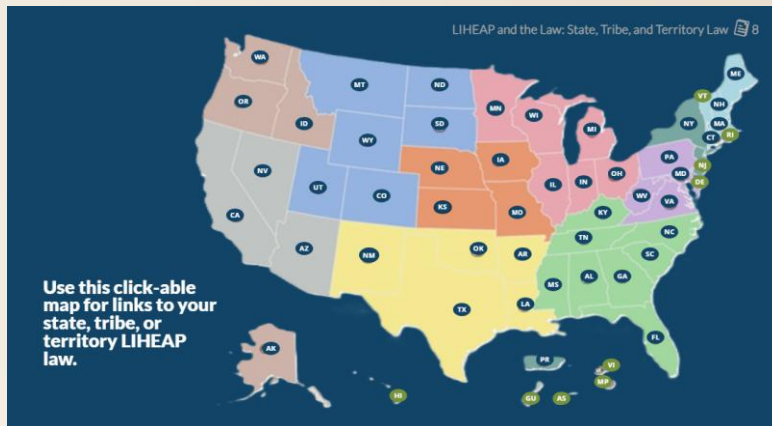 LIHEAP and the Law: State, Tribe, and Territory Law 8
WA
OR
ID
MT
ND
SD
WY
UT
CO
NV
CA
AZ
NM
TX
OK
AR
LA
NE
KS
IA
MO
MN
WI
MI
IL
IN
OH
KY
TN
MS
AL
GA
NC
SC
FL
PA
MD
WV
VA
DE
NJ
NY
CT
RI
MA
NH
VT
ME
Use this click-able
map for links to your
state, tribe, or
territory LIHEAP
law.
AK
HI
PR
VI
MP
GU
AS